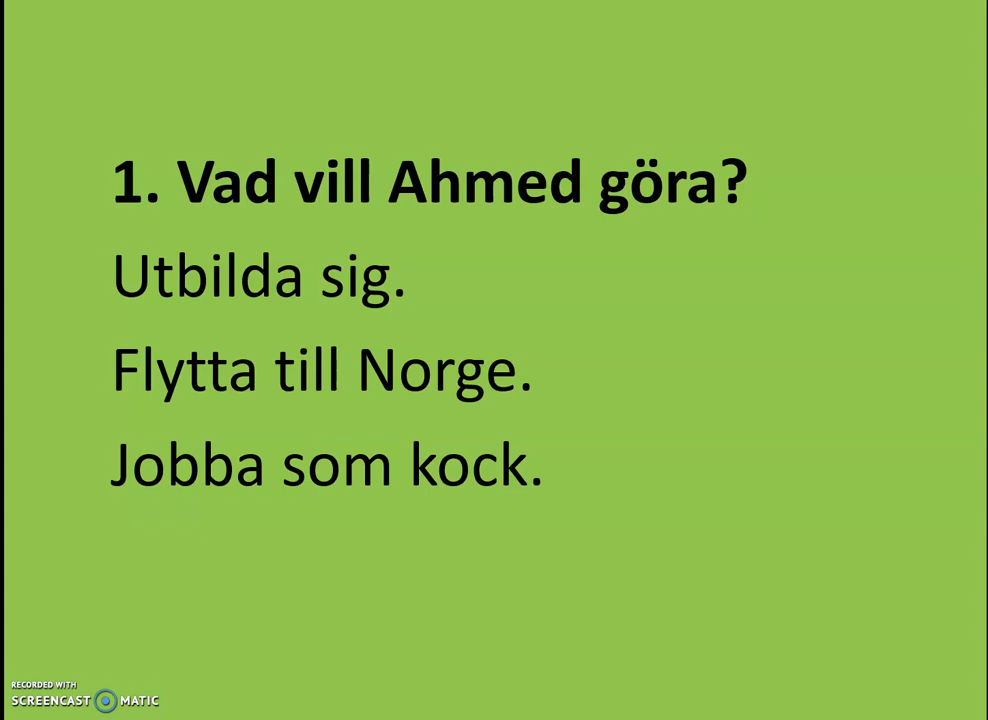 1. Vad vill Ahmed göra?
Utbilda sig.
Flytta till Norge.
Jobba som kock.
RECORDED WITH
SCREENCAST MATIC